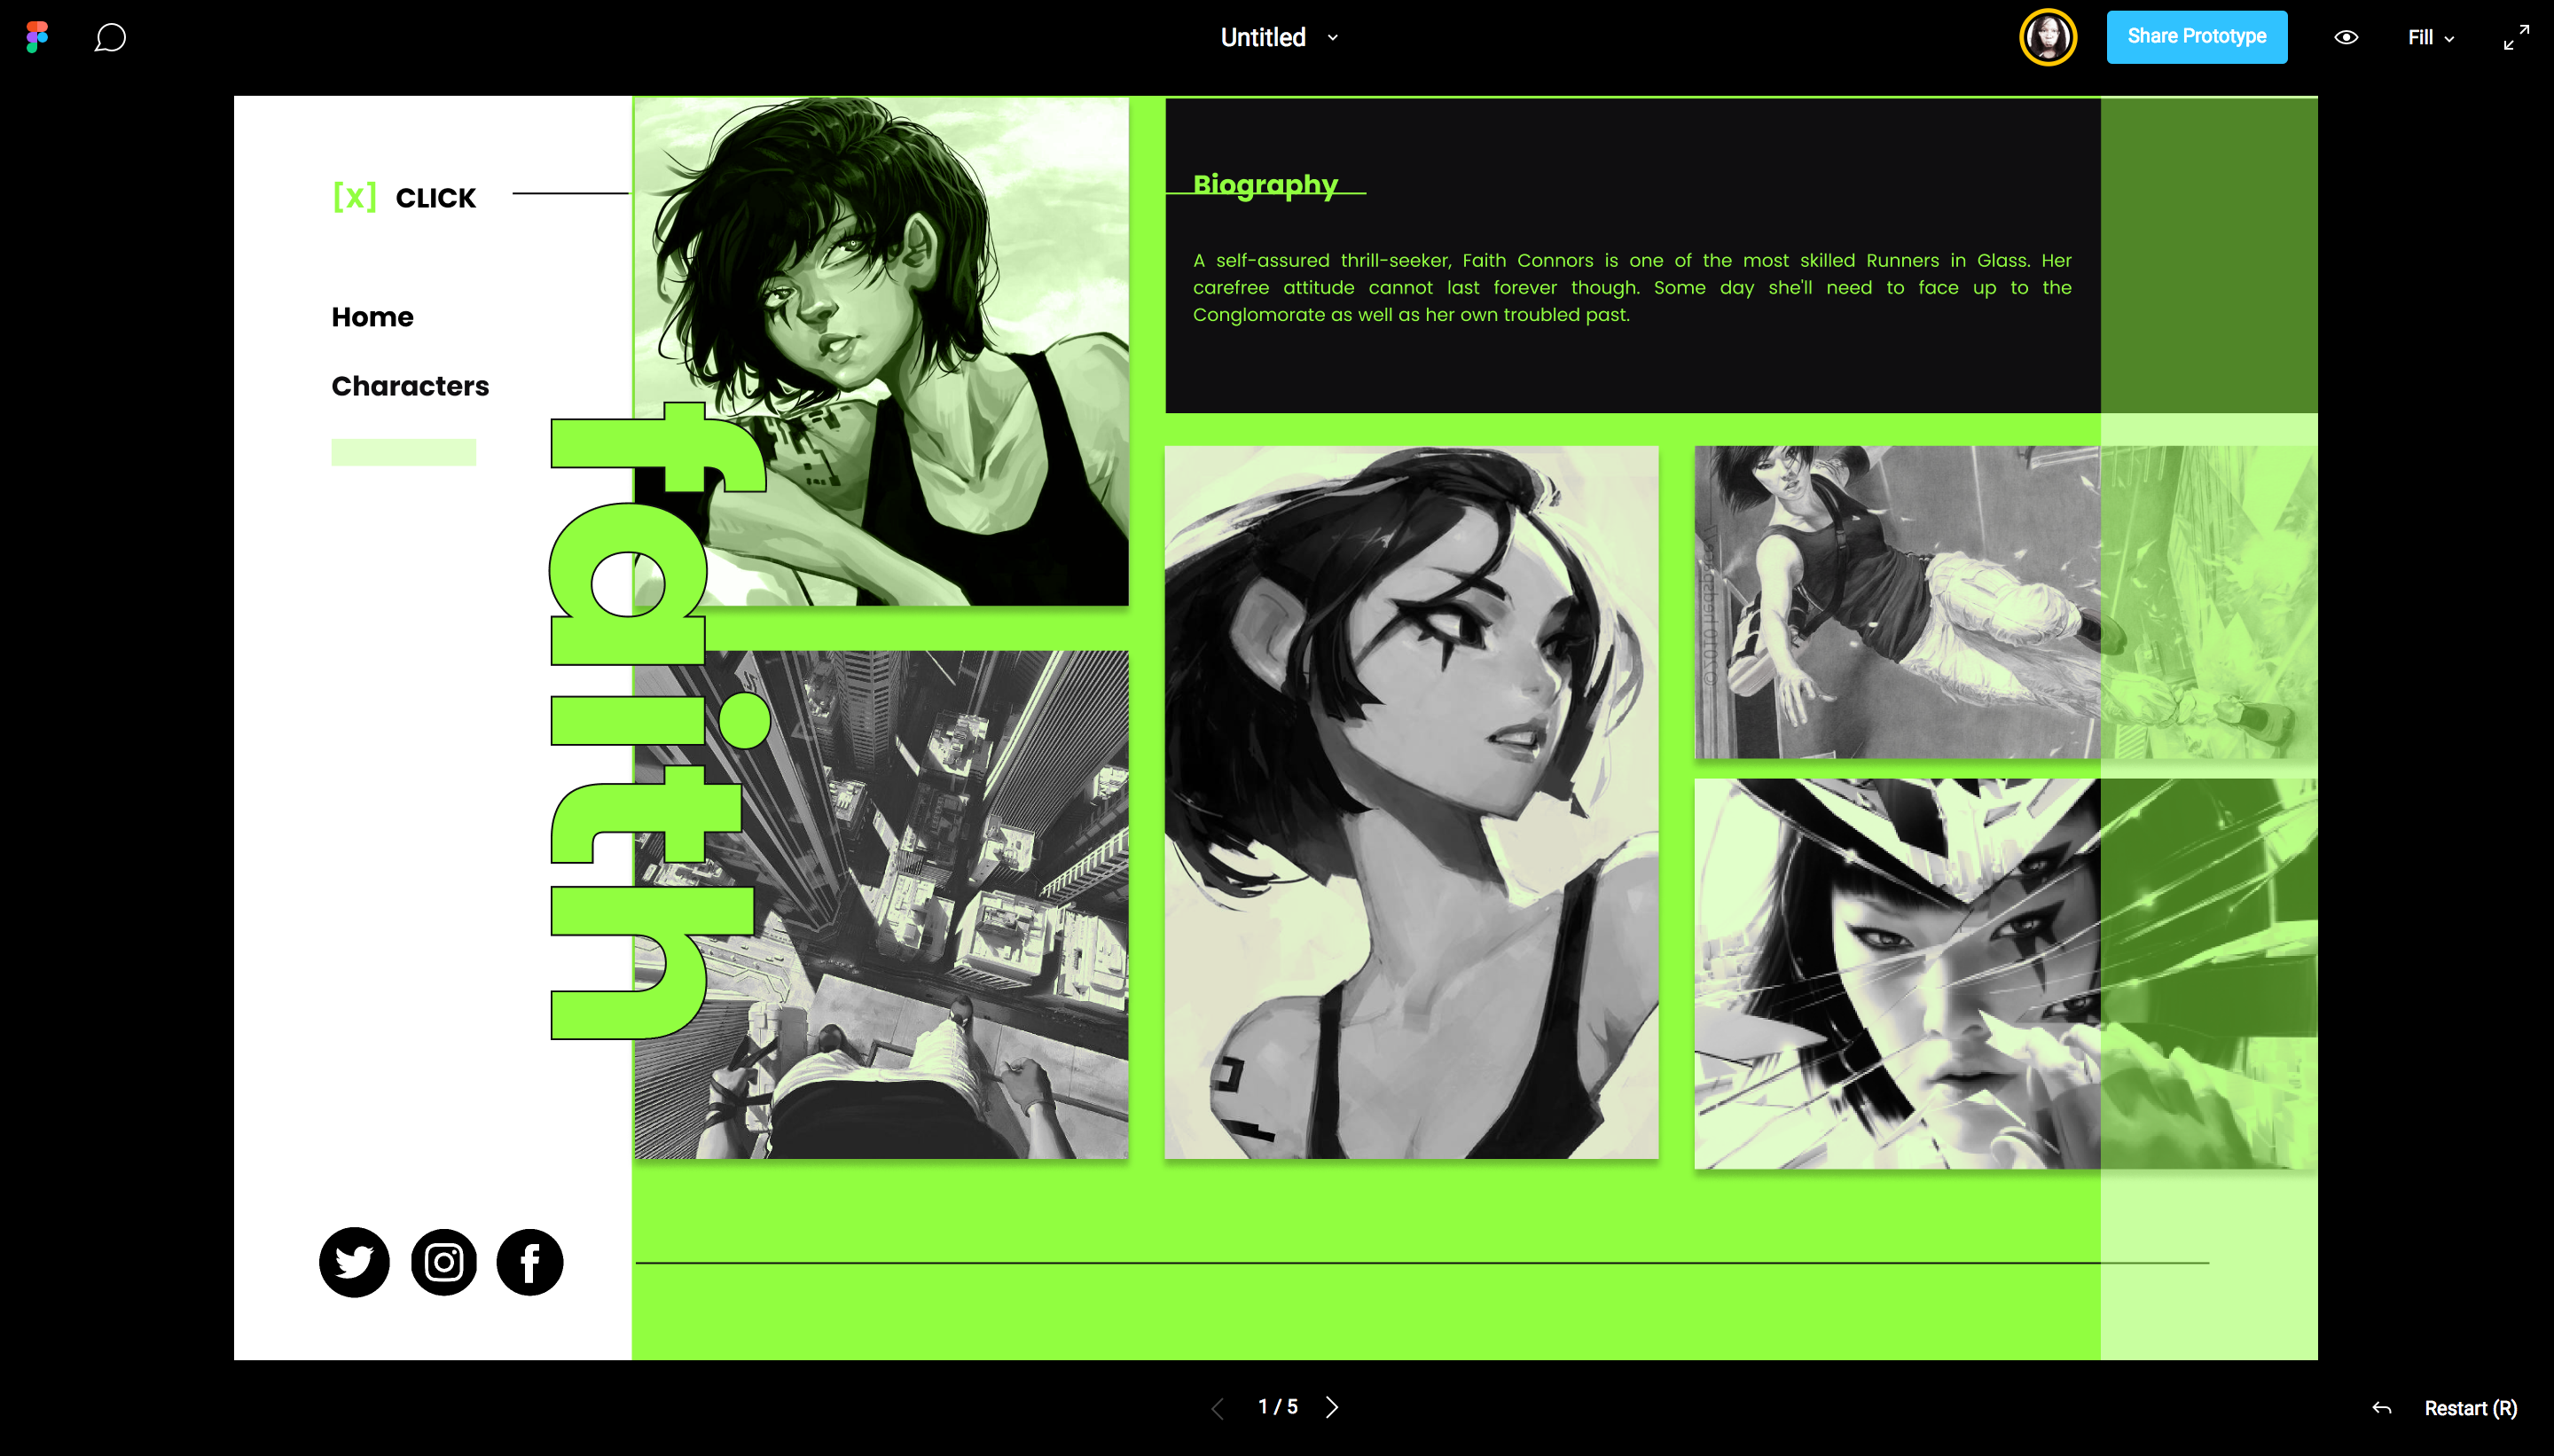 Untitled
Share Prototype
Fill
[X] CLICK
Home
Characters
faith
Biography
A self-assured thrill-seeker, Faith Connors is one of the most skilled Runners in Glass. Her
carefree attitude cannot last forever though. Some day she'll need to face up to the
Conglomorate as well as her own troubled past.
1 / 5
Restart (R)